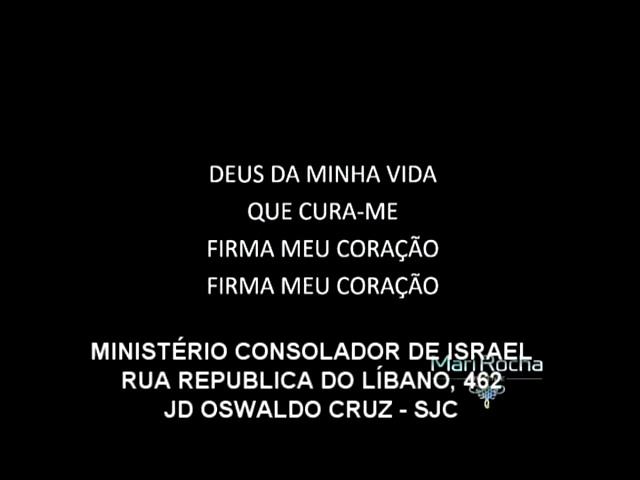 DEUS DA MINHA VIDA
QUE CURA-ME
FIRMA MEU CORAÇÃO
FIRMA MEU CORAÇÃO
MINISTÉRIO CONSOLADOR DE ISRAEL
Mari Rocha
RUA REPUBLICA DO LÍBANO, 462
JD OSWALDO CRUZ - SJC